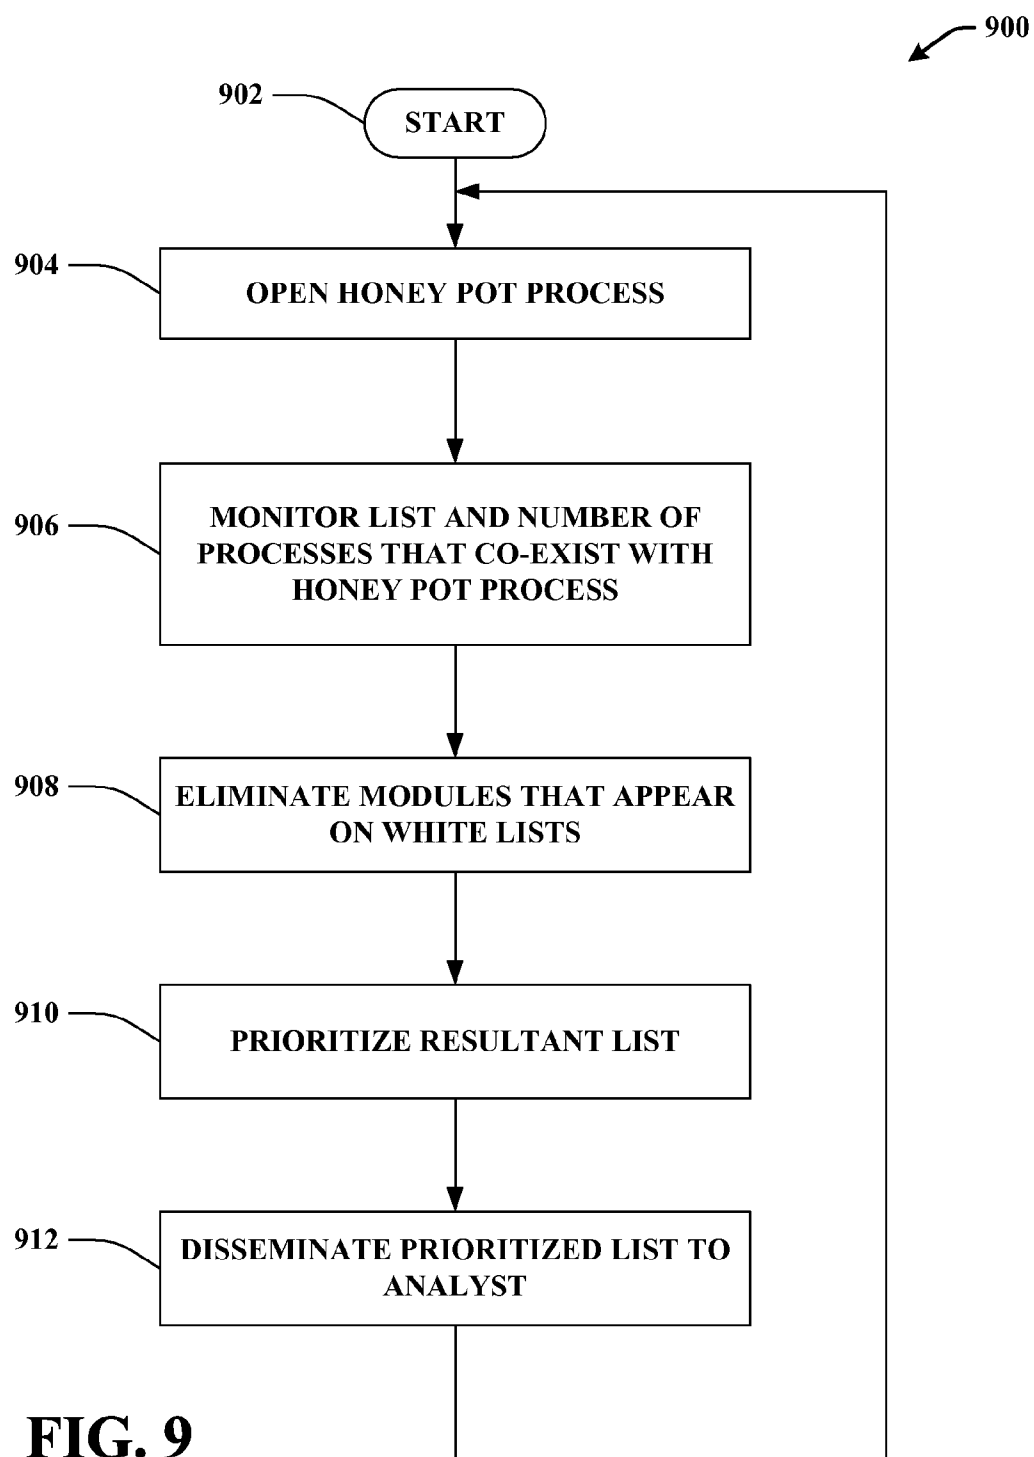 900
902
START
904
OPEN HONEY POT PROCESS
906
MONITOR LIST AND NUMBER OF
PROCESSES THAT CO-EXIST WITH
HONEY POT PROCESS
908
ELIMINATE MODULES THAT APPEAR
ON WHITE LISTS
910
PRIORITIZE RESULTANT LIST
912
DISSEMINATE PRIORITIZED LIST TO
ANALYST
FIG. 9